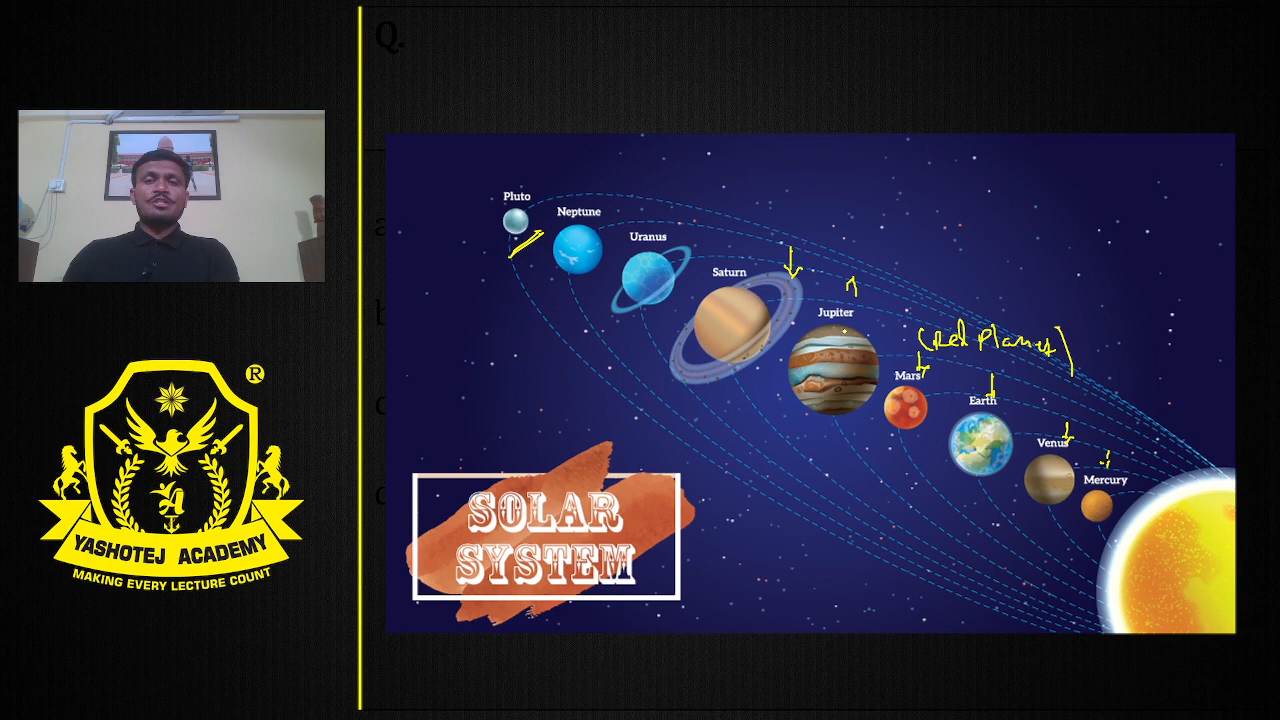 Q.
a
b
c
d
Pluto
Neptune
Uranus
Saturn
Jupiter
(Red Planet)
Mars
Earth
Venus
Mercury
SOLAR
SYSTEM
®
YASHOTEJ ACADEMY
MAKING EVERY LECTURE COUNT